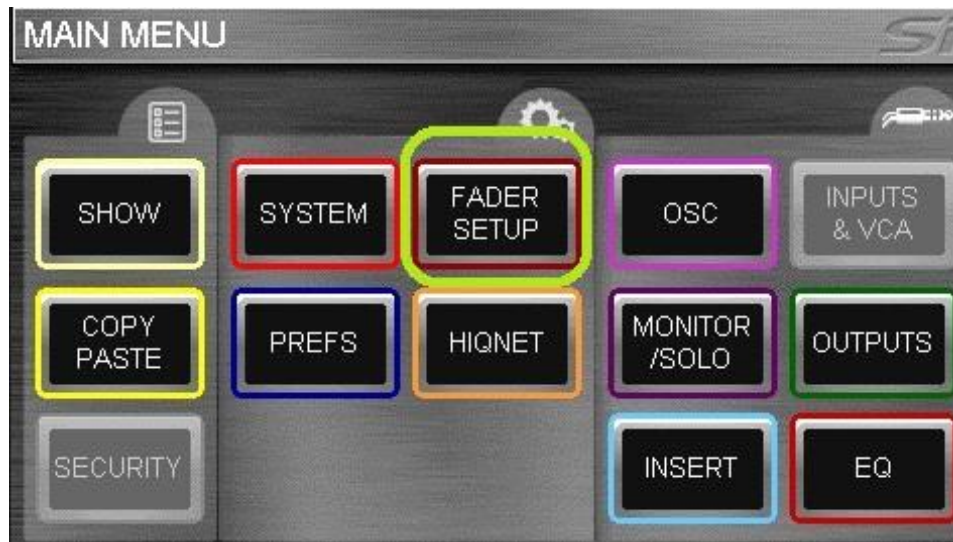 MAIN MENU
Si
SHOW
SYSTEM
FADER
SETUP
OSC
INPUTS
& VCA
COPY
PASTE
PREFS
HIQNET
MONITOR
/SOLO
OUTPUTS
SECURITY
INSERT
EQ